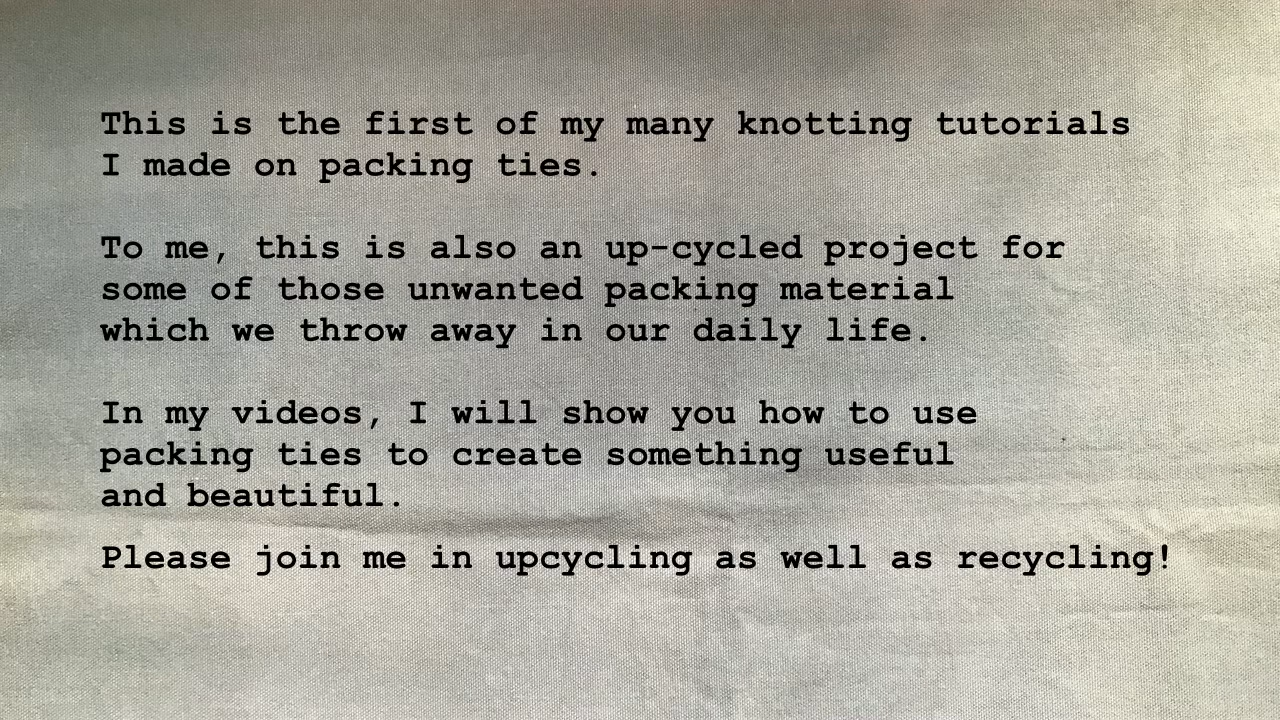 This is the first of my many knotting tutorials
I made on packing ties.
To me, this is also an up-cycled project for
some of those unwanted packing material
which we throw away in our daily life.
In my videos, I will show you how to use
packing ties to create something useful
and beautiful.
Please join me in upcycling as well as recycling!